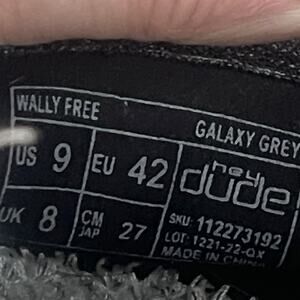 WALLY FREE
GALAXY GREY
US 9 EU 42
hey dude
UK 8 CM JAP 27
SKU: 112273192
LOT: 1221-22-QX
MADE IN CHINA